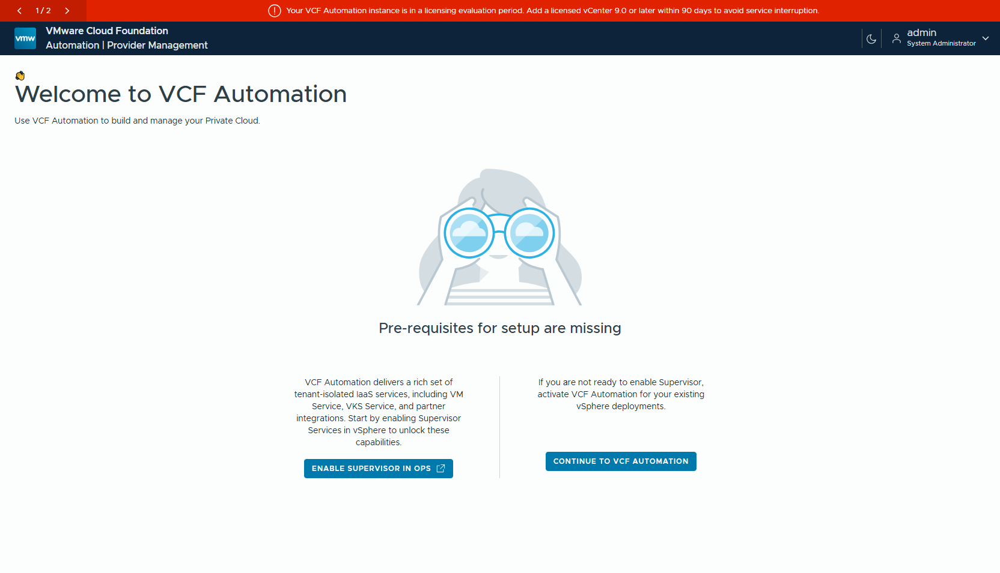 1 / 2
Your VCF Automation instance is in a licensing evaluation period. Add a licensed vCenter 9.0 or later within 90 days to avoid service interruption.
vmw
VMware Cloud Foundation
Automation | Provider Management
admin
System Administrator
Welcome to VCF Automation
Use VCF Automation to build and manage your Private Cloud.
Pre-requisites for setup are missing
VCF Automation delivers a rich set of
tenant-isolated IaaS services, including VM
Service, VKS Service, and partner
integrations. Start by enabling Supervisor
Services in vSphere to unlock these
capabilities.
ENABLE SUPERVISOR IN OPS
If you are not ready to enable Supervisor,
activate VCF Automation for your existing
vSphere deployments.
CONTINUE TO VCF AUTOMATION